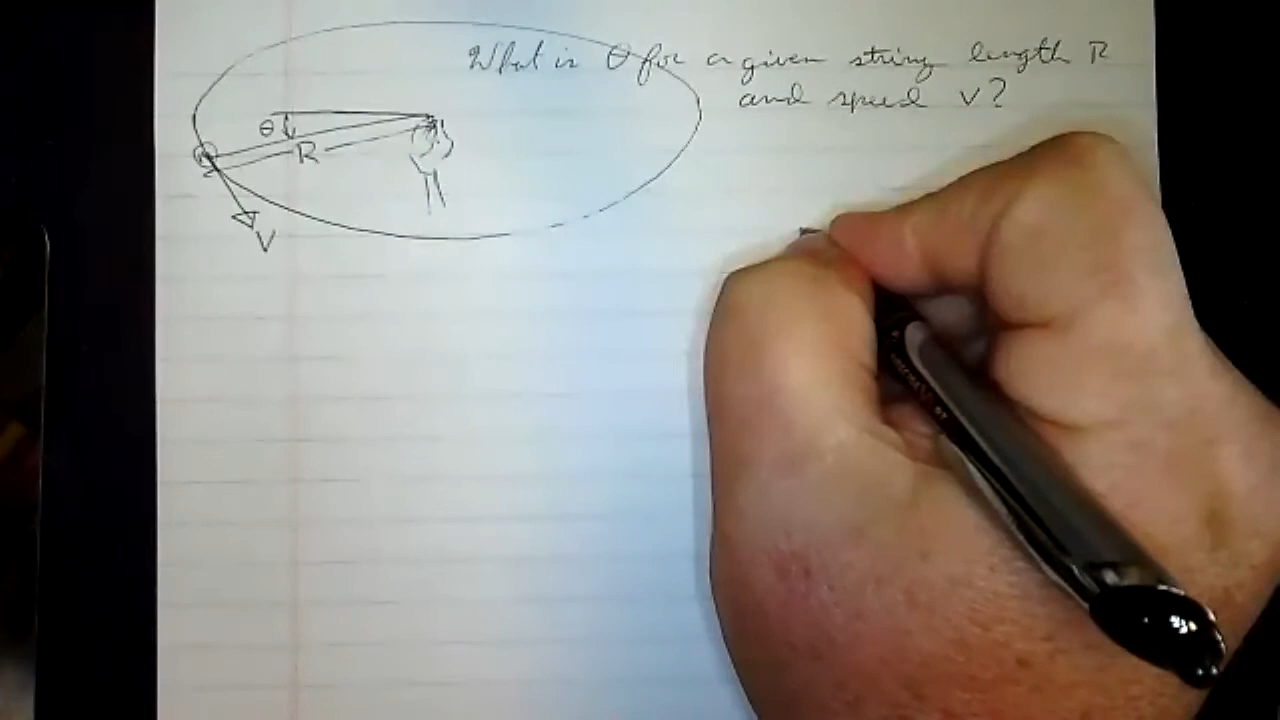 What is θ for a given string length R
and speed v?
θ
R
V